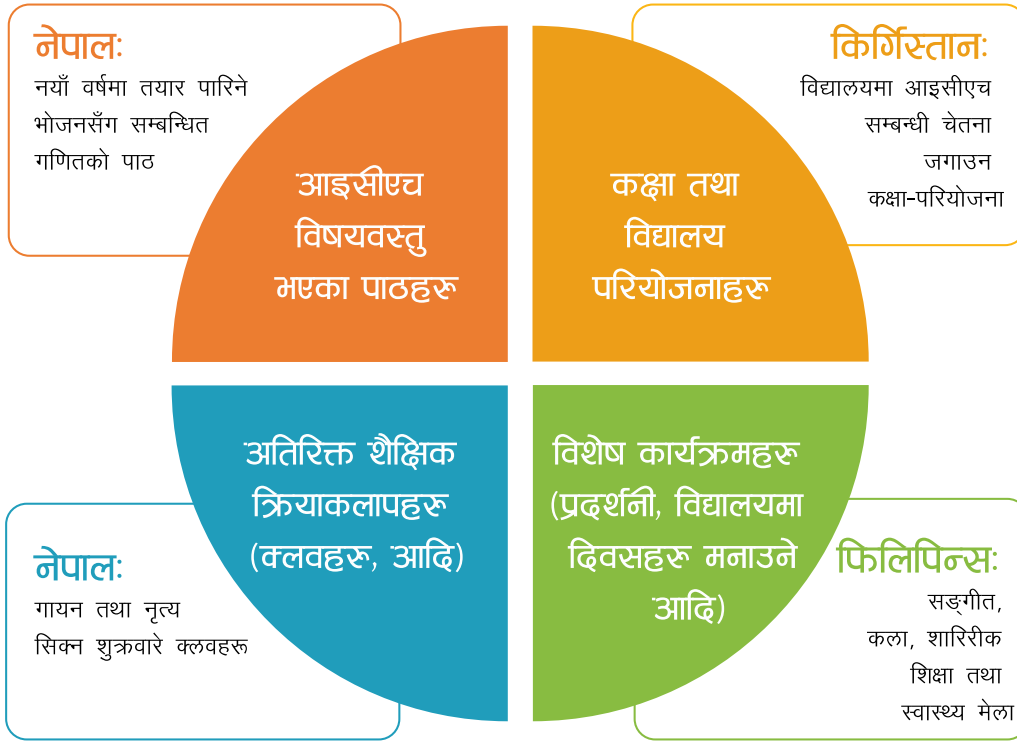 नेपालः
नयाँ वर्षमा तयार पारिने
भोजनसँग सम्बन्धित
गणितको पाठ
आइसीएच
विषयवस्तु
भएका पाठहरू
कक्षा तथा
विद्यालय
परियोजनाहरू
किर्गिस्तानः
विद्यालयमा आइसीएच
सम्बन्धी चेतना
जगाउन
कक्षा-परियोजना
नेपालः
गायन तथा नृत्य
सिक्न शुक्रवारे क्लवहरू
अतिरिक्त शैक्षिक
क्रियाकलापहरू
(क्लवहरू, आदि)
विशेष कार्यक्रमहरू
(प्रदर्शनी, विद्यालयमा
दिवसहरू मनाउने
आदि)
फिलिपिन्सः
सङ्गीत,
कला, शारिरीक
शिक्षा तथा
स्वास्थ्य मेला